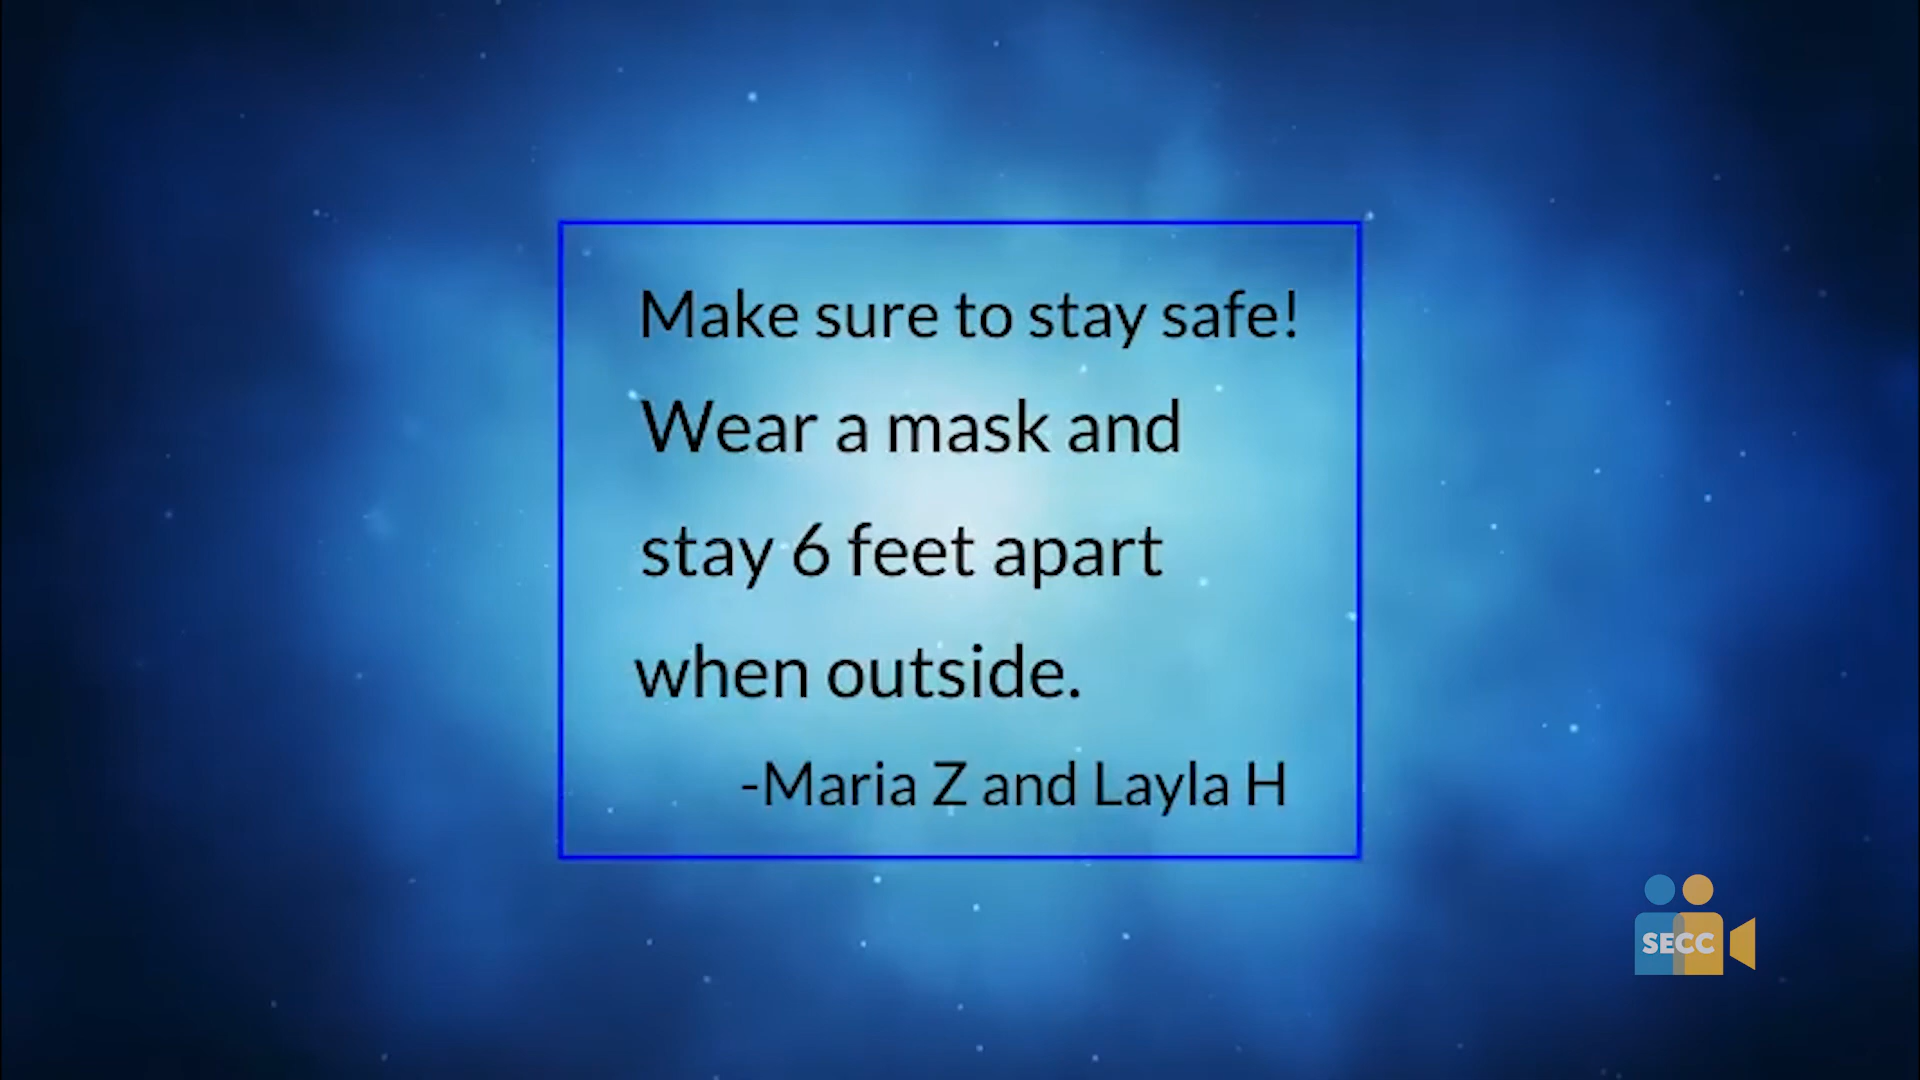 Make sure to stay safe!
Wear a mask and
stay 6 feet apart
when outside.
-Maria Z and Layla H
SECC